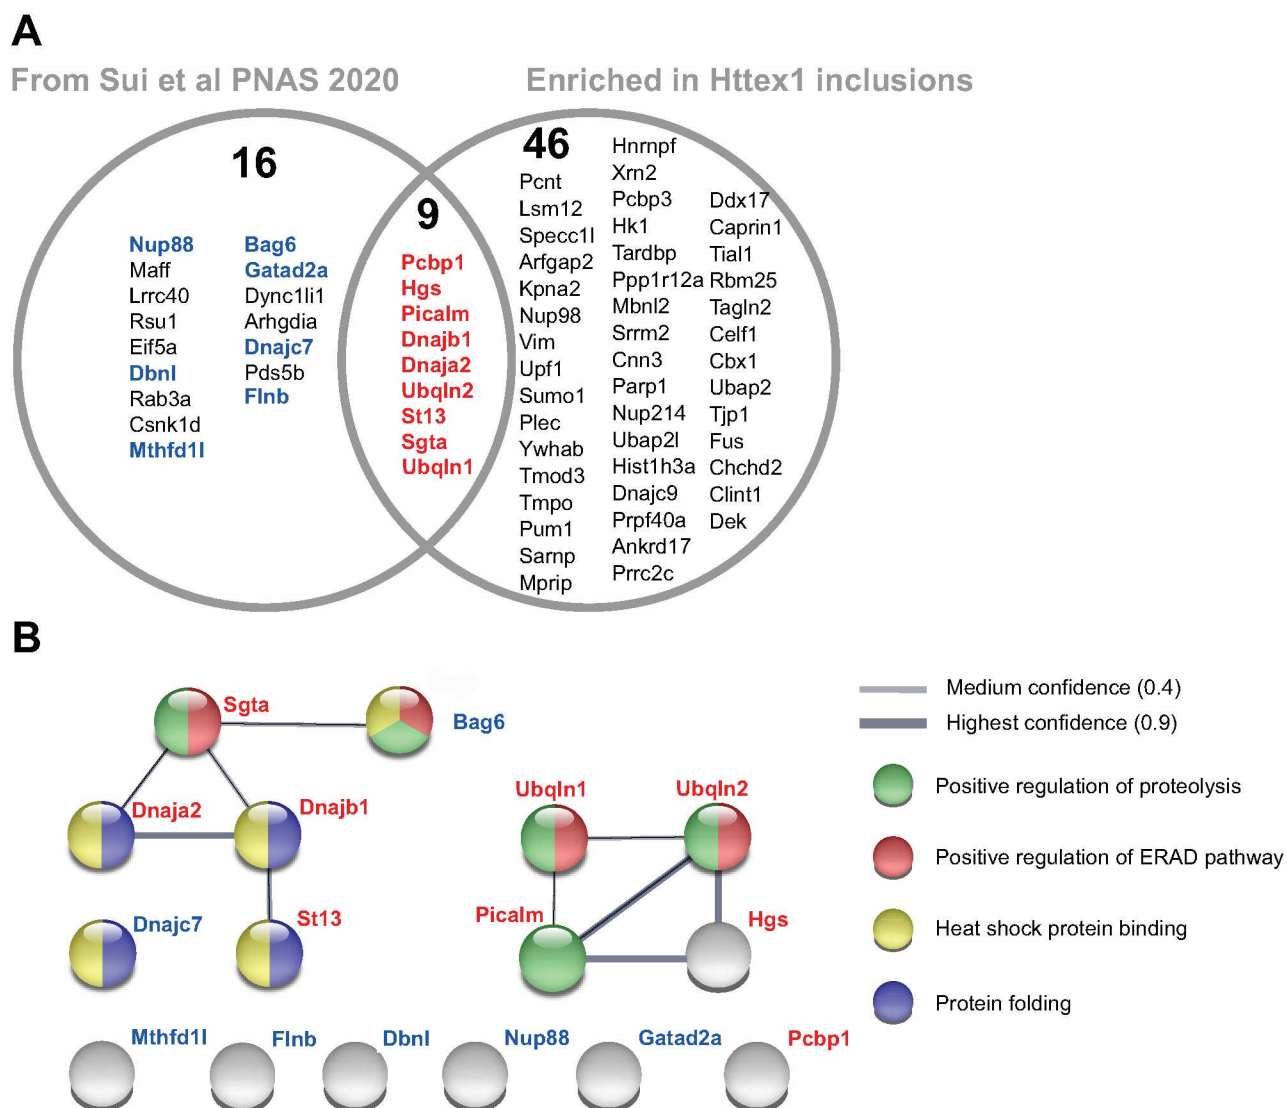 A
From Sui et al PNAS 2020
Enriched in Httex1 inclusions
16
Nup88
Maff
Lrrc40
Rsu1
Eif5a
Dbnl
Rab3a
Csnk1d
Mthfd1l
Bag6
Gatad2a
Dync1li1
Arhgdia
Dnajc7
Pds5b
Flnb
9
Pcbp1
Hgs
Picalm
Dnajb1
Dnaja2
Ubqln2
St13
Sgta
Ubqln1
46
Pcnt
Lsm12
Specc1l
Arfgap2
Kpna2
Nup98
Vim
Upf1
Sumo1
Plec
Ywhab
Tmod3
Tmpo
Pum1
Sarnp
Mprip
Hnrnpf
Xrn2
Pcbp3
Hk1
Tardbp
Ppp1r12a
Mbnl2
Srrm2
Cnn3
Parp1
Nup214
Ubap2l
Hist1h3a
Dnajc9
Prpf40a
Ankrd17
Prrc2c
Ddx17
Caprin1
Tial1
Rbm25
Tagln2
Celf1
Cbx1
Ubap2
Tjp1
Fus
Chchd2
Clint1
Dek
B
Sgta
Bag6
Dnaja2
Dnajb1
Dnajc7
St13
Ubqln1
Ubqln2
Picalm
Hgs
Mthfd1l
Flnb
Dbnl
Nup88
Gatad2a
Pcbp1
Medium confidence (0.4)
Highest confidence (0.9)
Positive regulation of proteolysis
Positive regulation of ERAD pathway
Heat shock protein binding
Protein folding